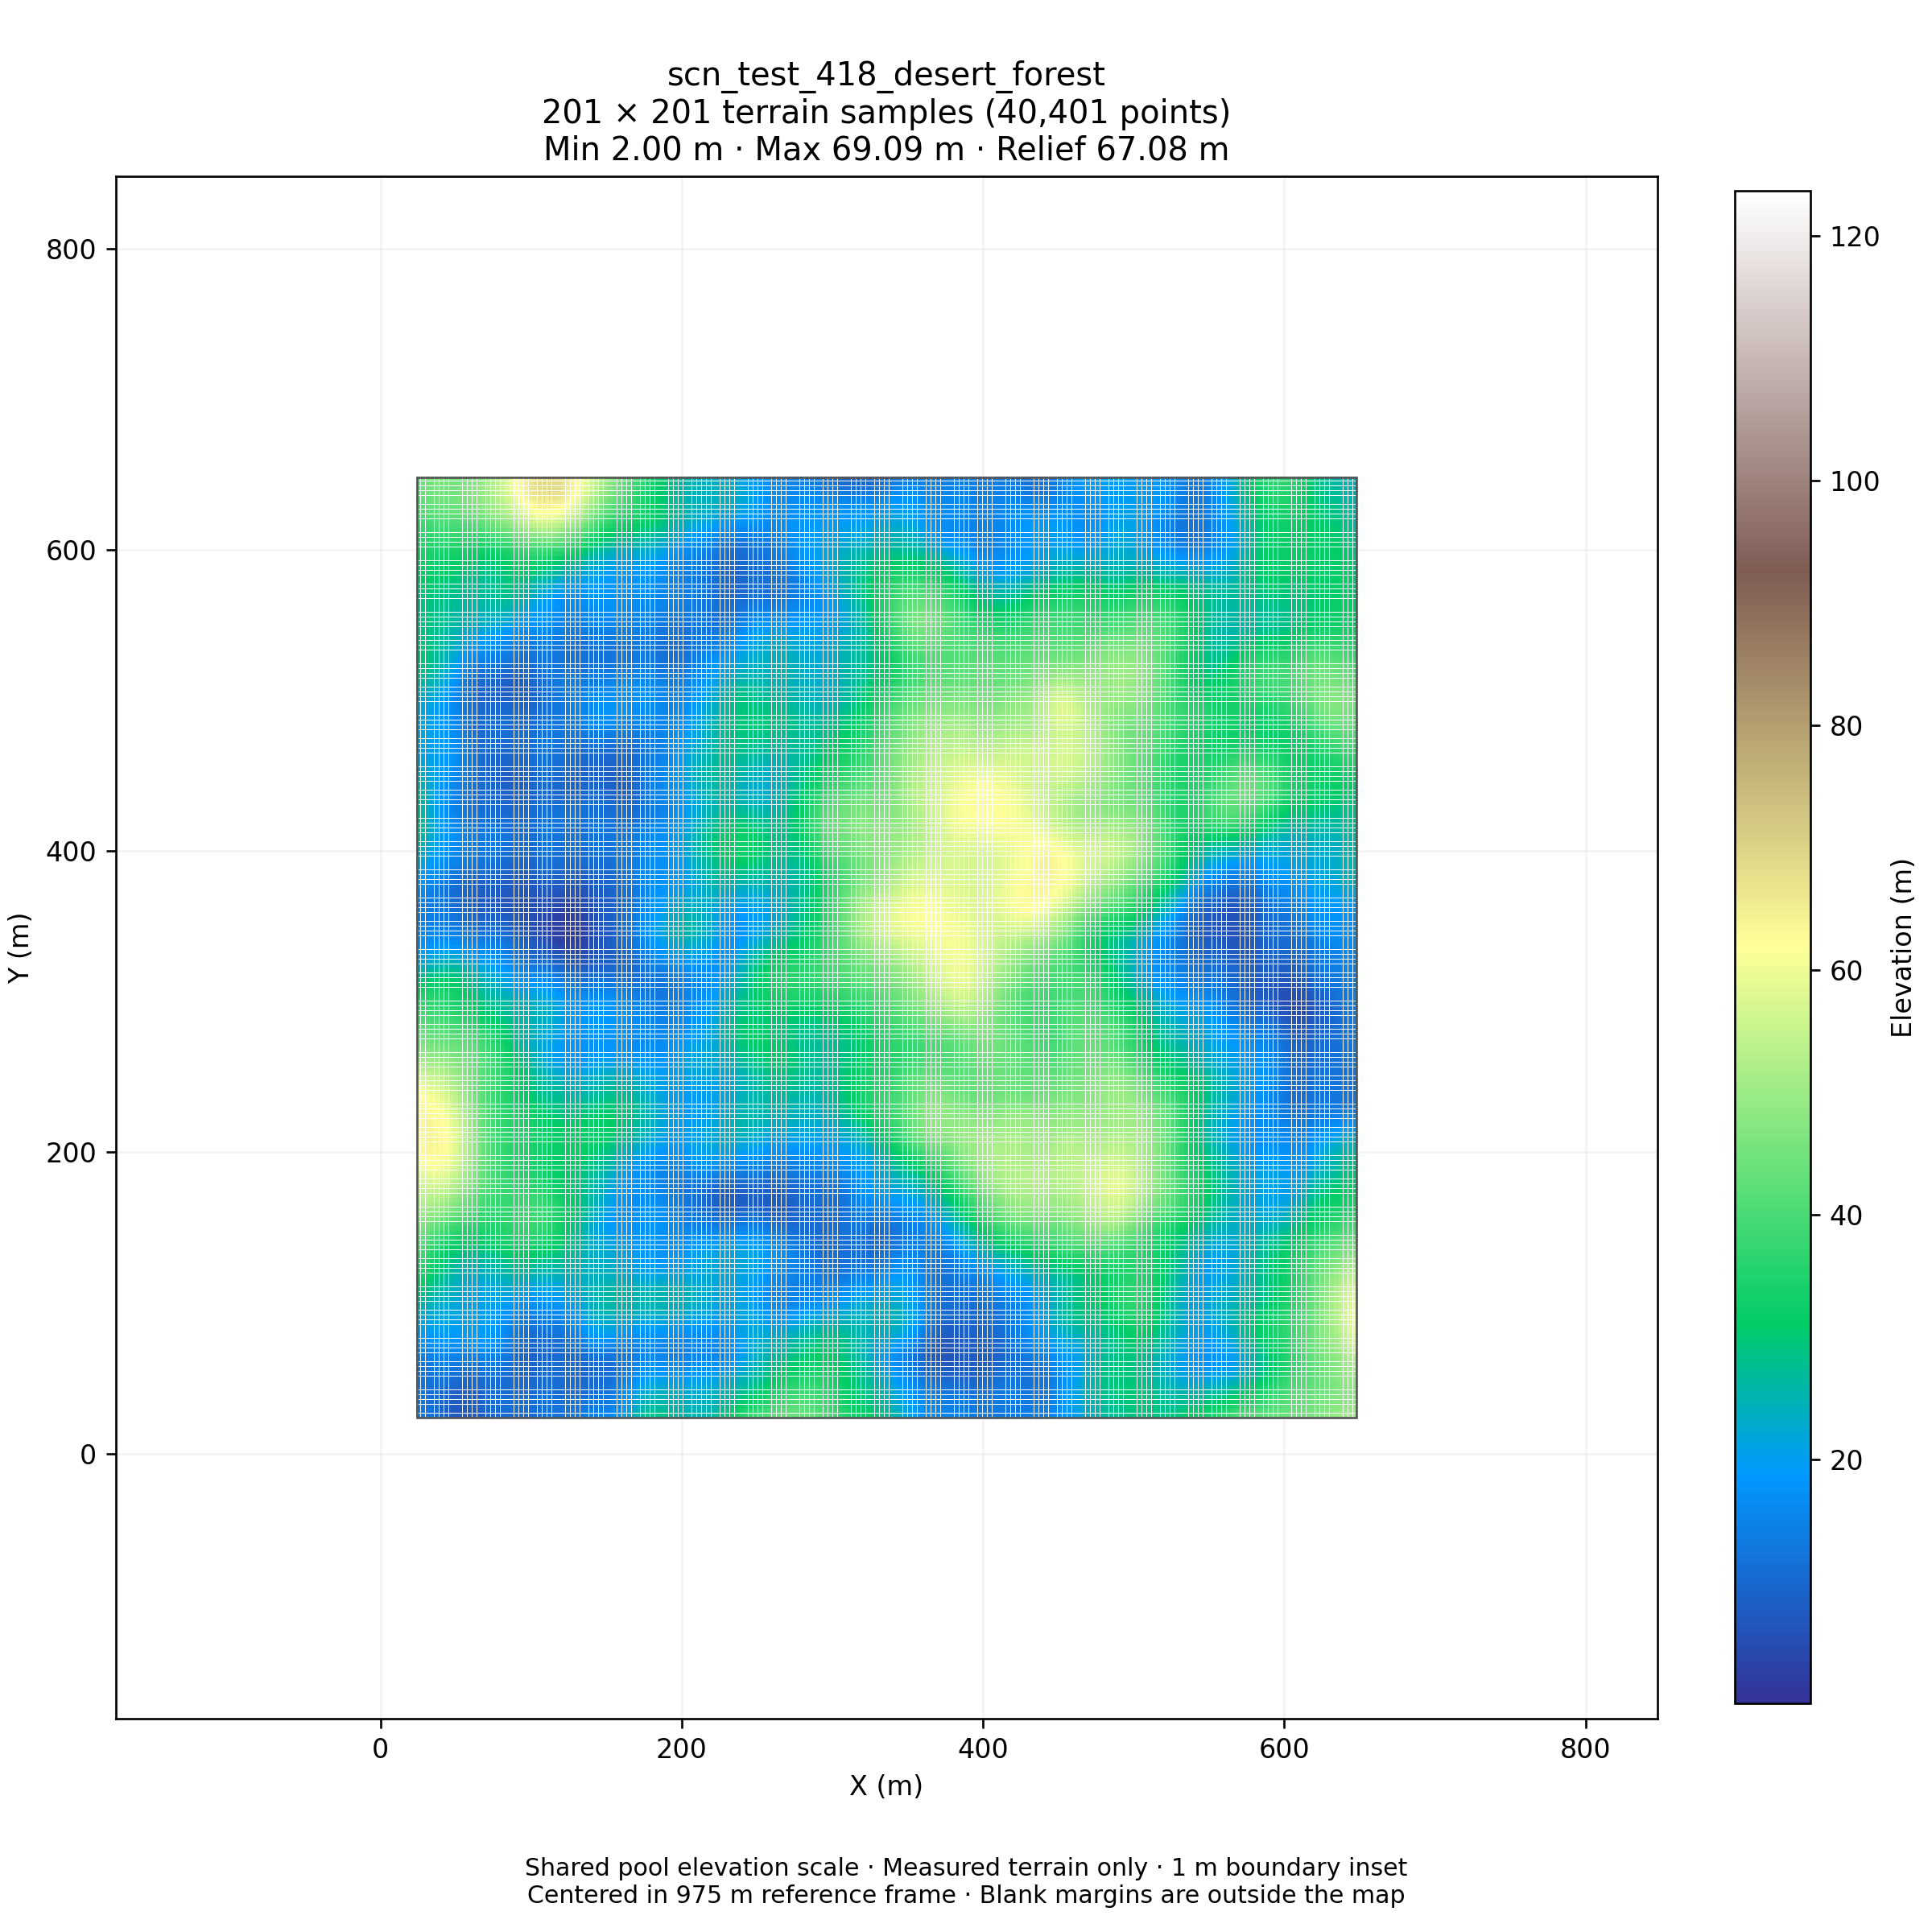 scn_test_418_desert_forest
201 × 201 terrain samples (40,401 points)
Min 2.00 m · Max 69.09 m · Relief 67.08 m
800
600
400
200
0
Y (m)
0
200
400
600
800
X (m)
120
100
80
60
40
20
Elevation (m)
Shared pool elevation scale · Measured terrain only · 1 m boundary inset
Centered in 975 m reference frame · Blank margins are outside the map